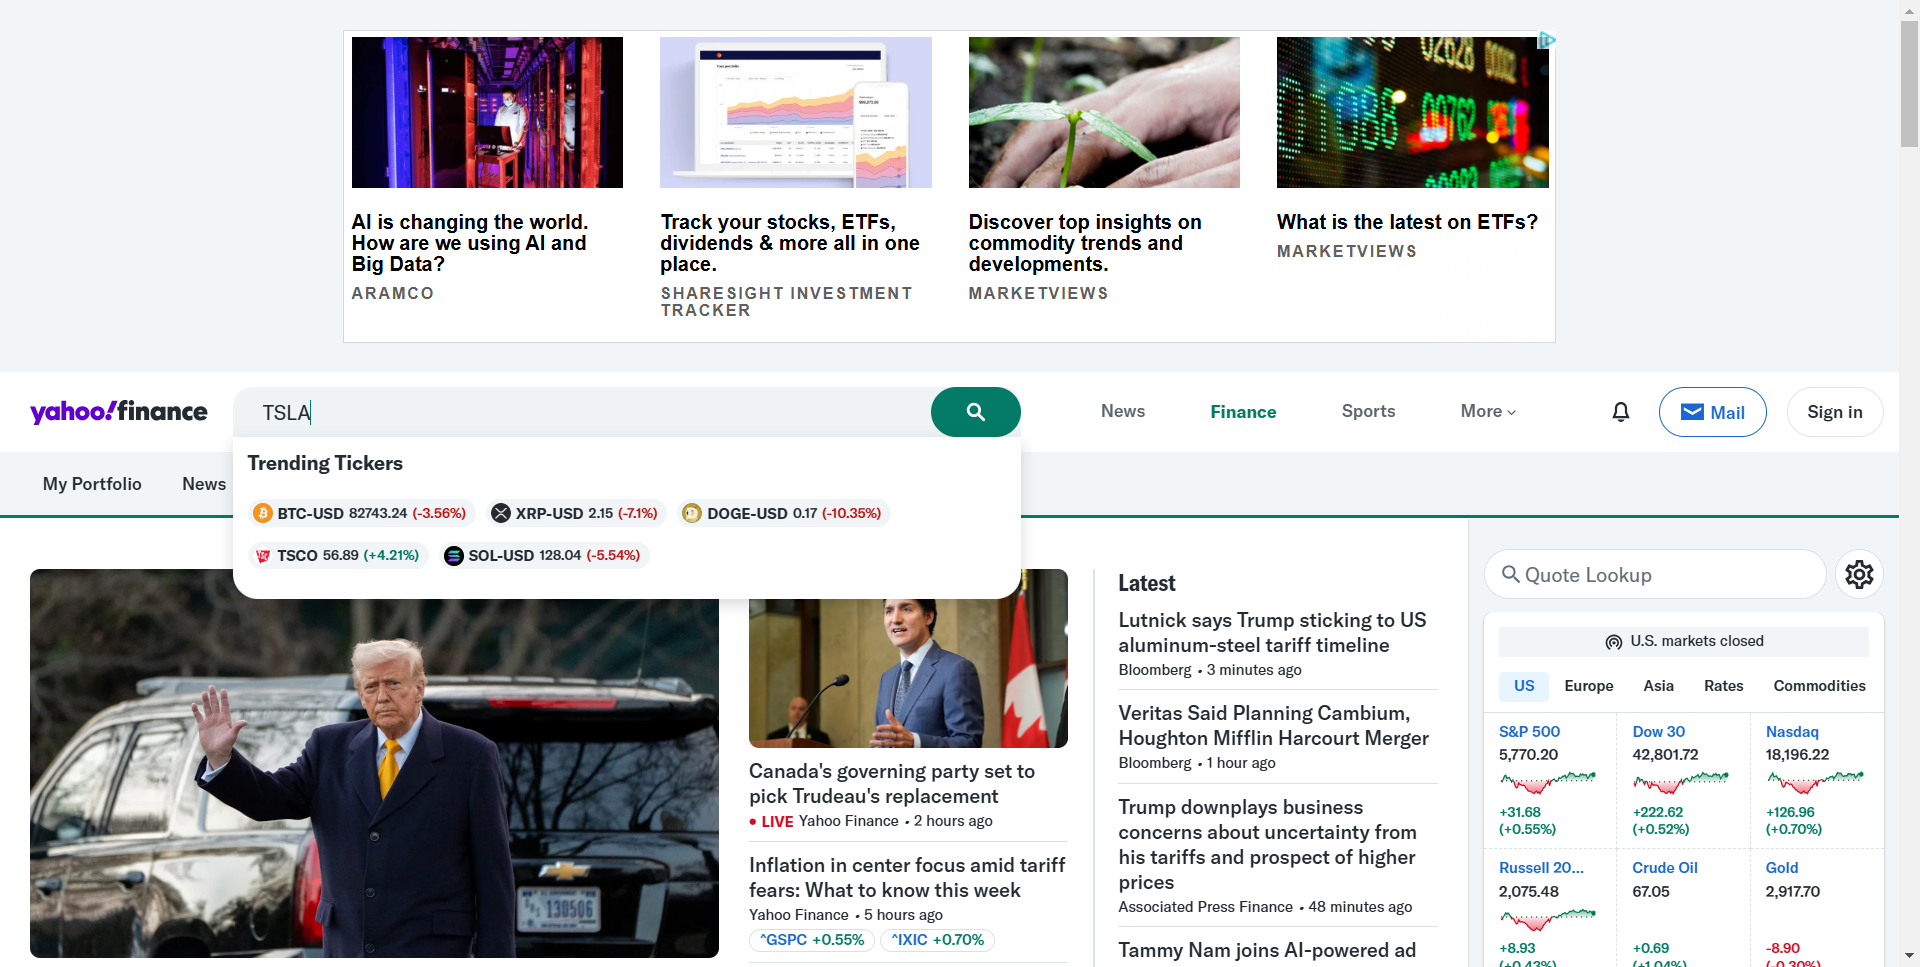 AI is changing the world.
How are we using AI and
Big Data?
ARAMCO
Track your stocks, ETFs,
dividends & more all in one
place.
SHARESIGHT INVESTMENT
TRACKER
Discover top insights on
commodity trends and
developments.
MARKETVIEWS
What is the latest on ETFs?
MARKETVIEWS
yahoo!finance
TSLA
News
Finance
Sports
More
Mail
Sign in
My Portfolio
News
Trending Tickers
BTC-USD 82743.24 (-3.56%)
XRP-USD 2.15 (-7.1%)
DOGE-USD 0.17 (-10.35%)
TSCO 56.89 (+4.21%)
SOL-USD 128.04 (-5.54%)
Canada's governing party set to
pick Trudeau's replacement
• LIVE Yahoo Finance • 2 hours ago
Inflation in center focus amid tariff
fears: What to know this week
Yahoo Finance • 5 hours ago
^GSPC +0.55%
^IXIC +0.70%
Latest
Lutnick says Trump sticking to US
aluminum-steel tariff timeline
Bloomberg • 3 minutes ago
Veritas Said Planning Cambium,
Houghton Mifflin Harcourt Merger
Bloomberg • 1 hour ago
Trump downplays business
concerns about uncertainty from
his tariffs and prospect of higher
prices
Associated Press Finance • 48 minutes ago
Tammy Nam joins AI-powered ad
Quote Lookup
U.S. markets closed
US
Europe
Asia
Rates
Commodities
S&P 500
5,770.20
+31.68
(+0.55%)
Dow 30
42,801.72
+222.62
(+0.52%)
Nasdaq
18,196.22
+126.96
(+0.70%)
Russell 20...
2,075.48
+8.93
(+0.43%)
Crude Oil
67.05
+0.69
(+1.04%)
Gold
2,917.70
-8.90
(-0.30%)
130506